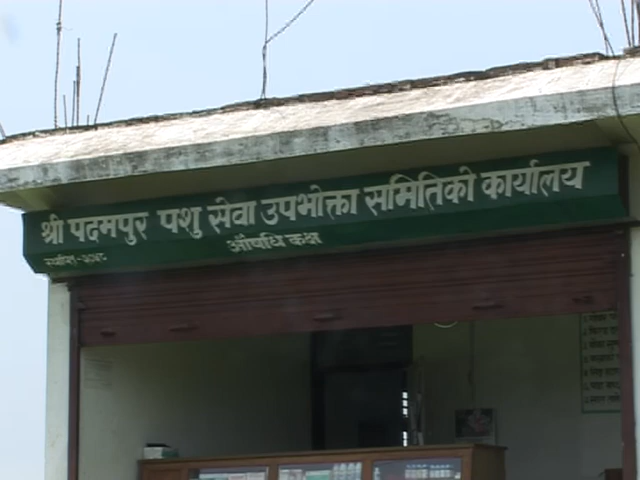 श्री पदमपुर पशु सेवा उपभोक्ता समितिको कार्यालय
औषधि कक्ष